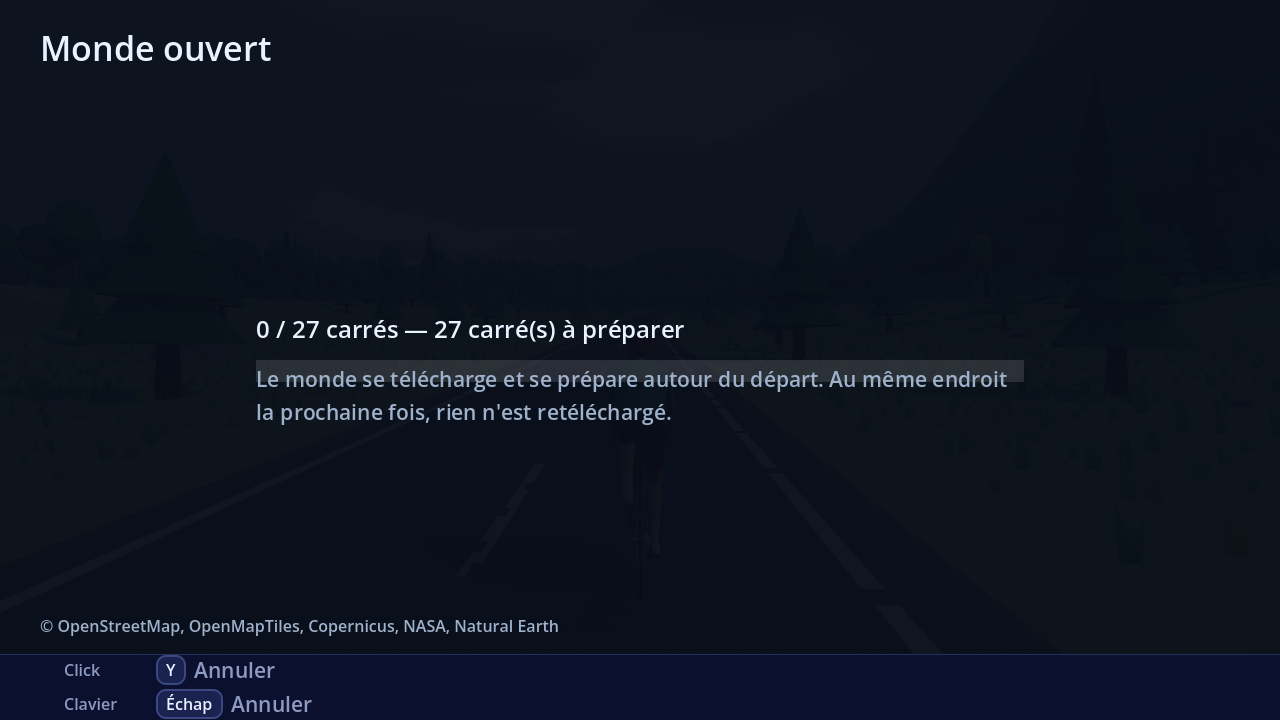 Monde ouvert
0 / 27 carrés — 27 carré(s) à préparer
Le monde se télécharge et se prépare autour du départ. Au même endroit
la prochaine fois, rien n'est retéléchargé.
© OpenStreetMap, OpenMapTiles, Copernicus, NASA, Natural Earth
Click Y Annuler
Clavier Échap Annuler